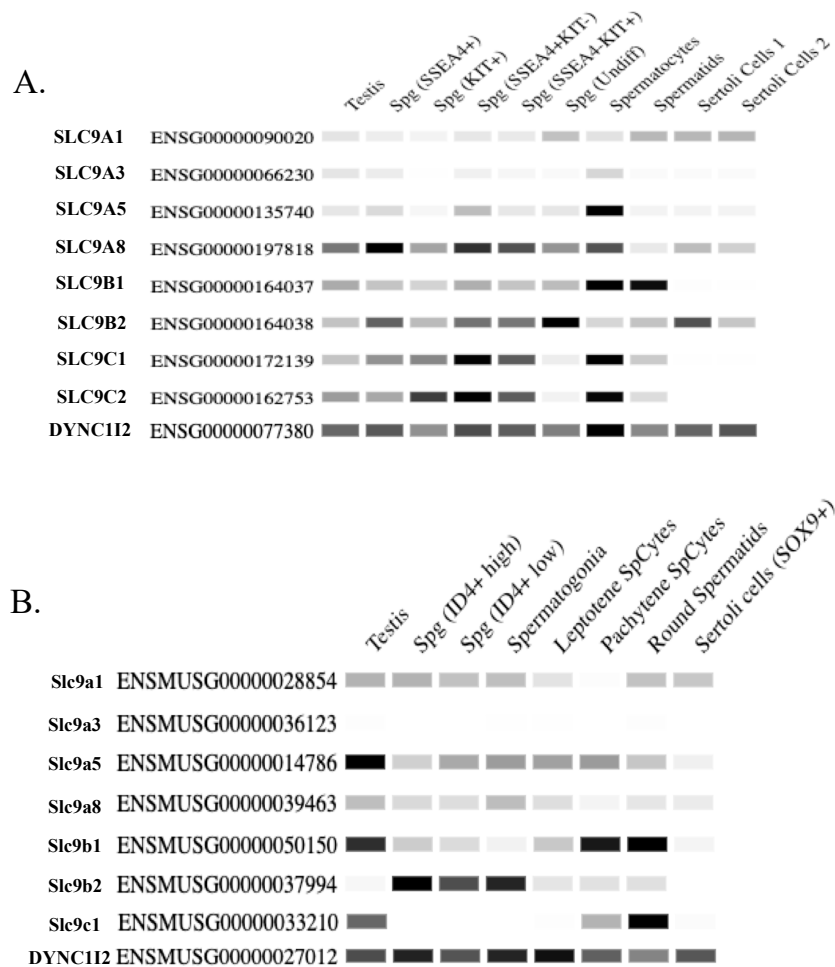 A.
Testis
Spg (SSEA4+)
Spg (KIT+)
Spg (SSEA4+KIT-)
Spg (SSEA4-KIT+)
Spg (Undiff)
Spermatocytes
Spermatids
Sertoli Cells 1
Sertoli Cells 2
SLC9A1 ENSG00000090020
SLC9A3 ENSG00000066230
SLC9A5 ENSG00000135740
SLC9A8 ENSG00000197818
SLC9B1 ENSG00000164037
SLC9B2 ENSG00000164038
SLC9C1 ENSG00000172139
SLC9C2 ENSG00000162753
DYNC1I2 ENSG00000077380
B.
Testis
Spg (ID4+ high)
Spg (ID4+ low)
Spermatogonia
Leptotene SpCytes
Pachytene SpCytes
Round Spermatids
Sertoli cells (SOX9+)
Slc9a1 ENSMUSG00000028854
Slc9a3 ENSMUSG00000036123
Slc9a5 ENSMUSG00000014786
Slc9a8 ENSMUSG00000039463
Slc9b1 ENSMUSG00000050150
Slc9b2 ENSMUSG00000037994
Slc9c1 ENSMUSG00000033210
DYNC1I2 ENSMUSG00000027012